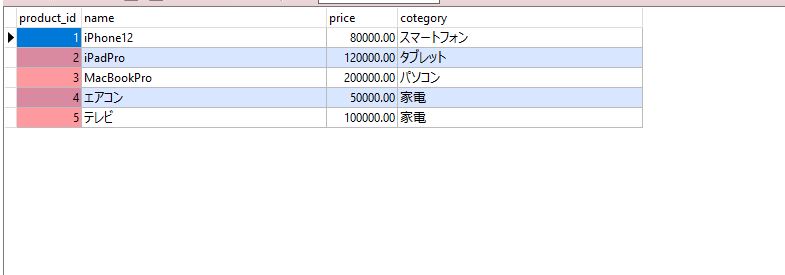 product_id name price cotegory
1 iPhone12 80000.00 スマートフォン
2 iPadPro 120000.00 タブレット
3 MacBookPro 200000.00 パソコン
4 エアコン 50000.00 家電
5 テレビ 100000.00 家電